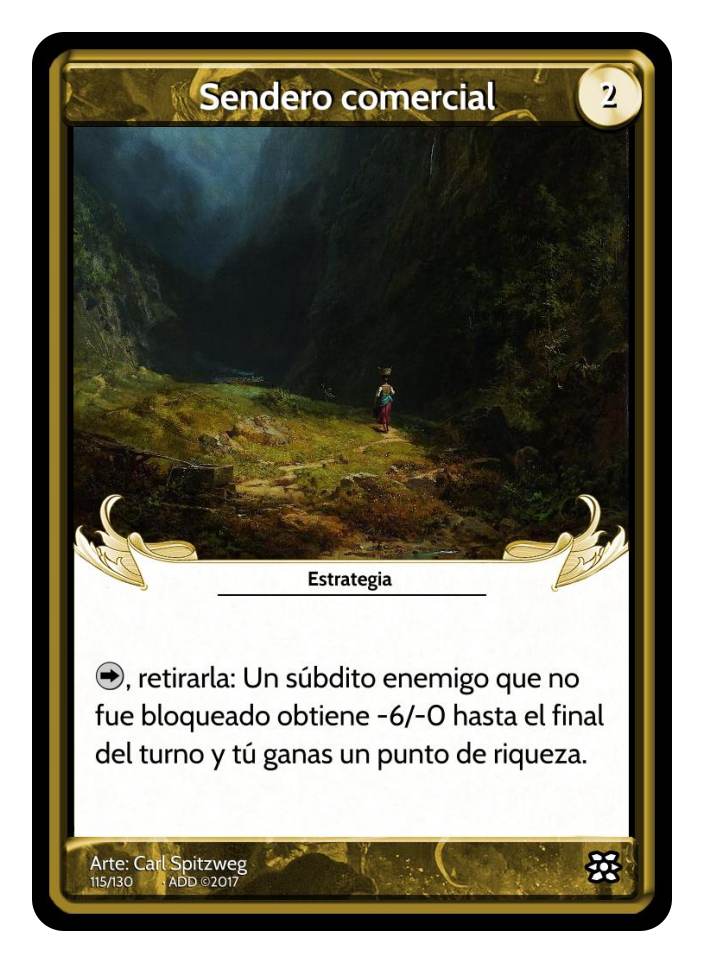 Sendero comercial
2
Estrategia
, retirarla: Un súbdito enemigo que no
fue bloqueado obtiene -6/-0 hasta el final
del turno y tú ganas un punto de riqueza.
Arte: Carl Spitzweg
115/130 · ADD ©2017